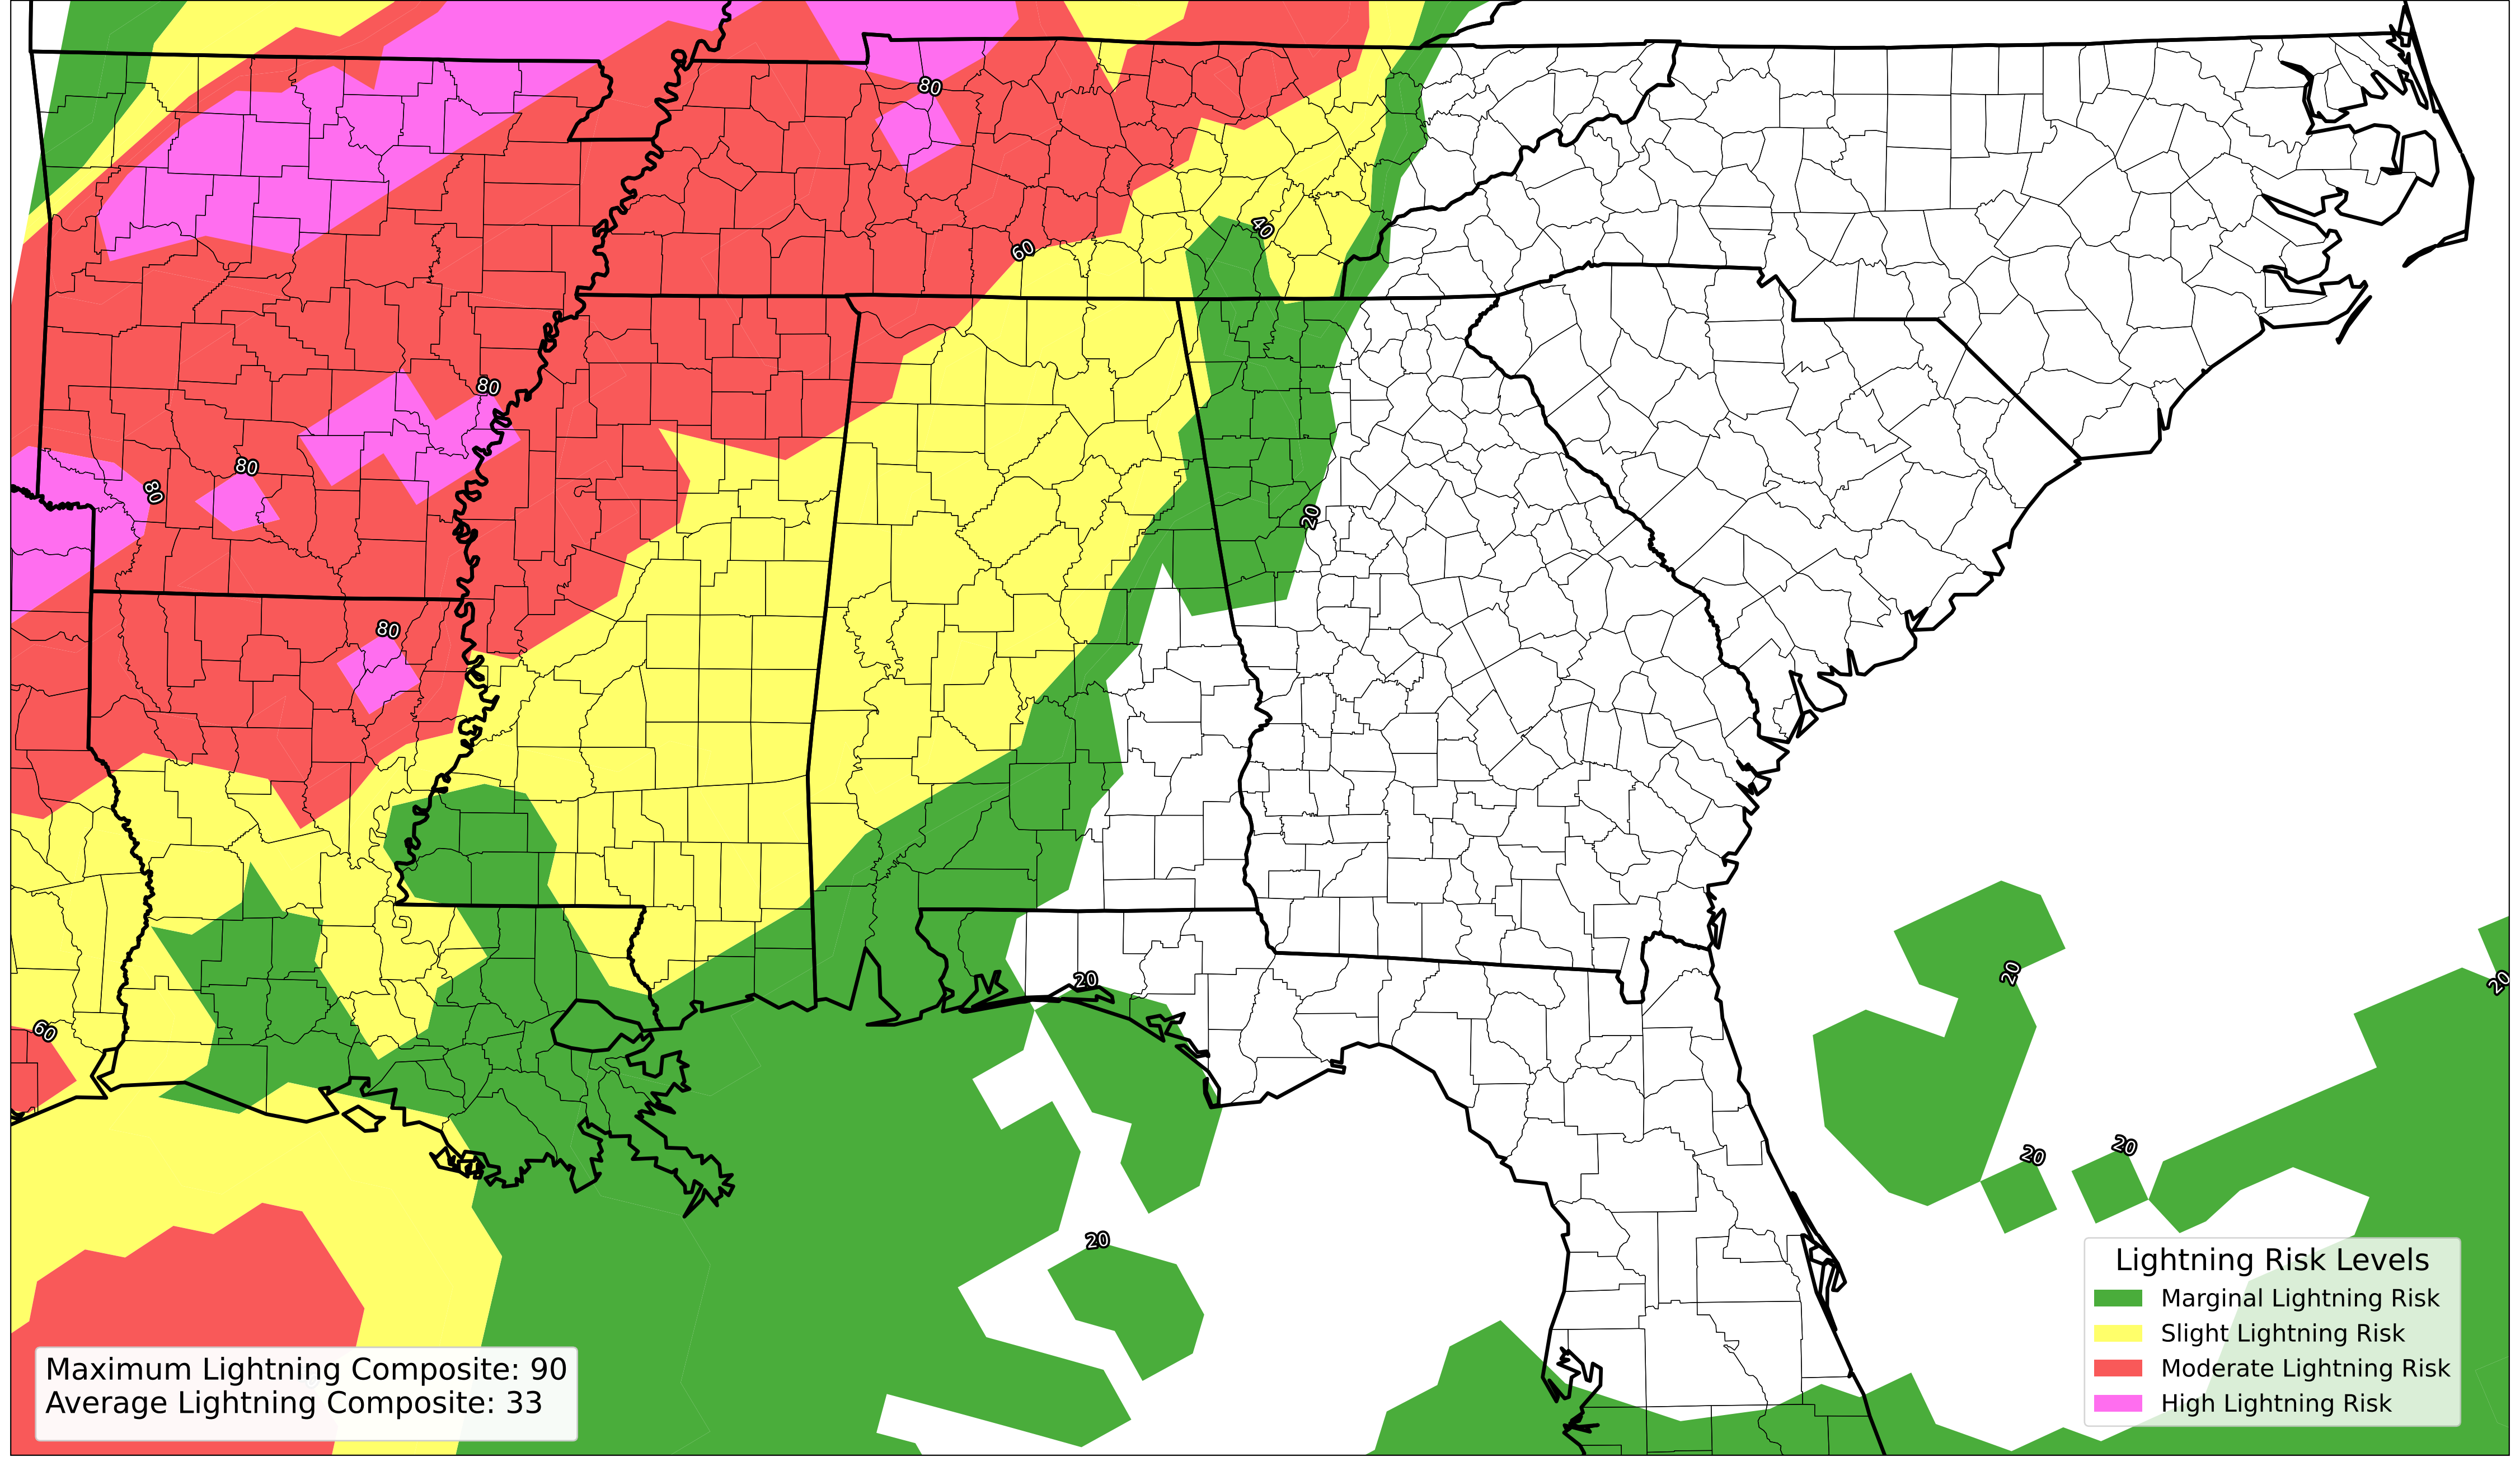 80
40
60
80
80
80
20
80
20
20
20
60
20
20
20
20
Lightning Risk Levels
Marginal Lightning Risk
Slight Lightning Risk
Moderate Lightning Risk
High Lightning Risk
Maximum Lightning Composite: 90
Average Lightning Composite: 33